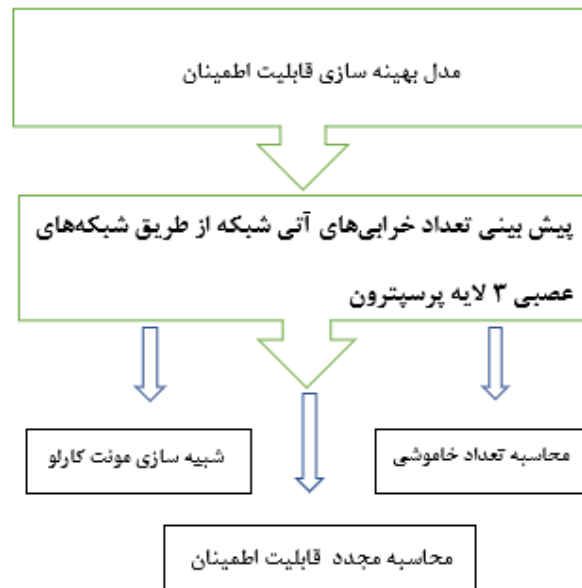 مدل بهینه سازی قابلیت اطمینان
پیش بینی تعداد خرابی‌های آتی شبکه از طریق شبکه‌های
عصبی ۳ لایه پرسپترون
محاسبه تعداد خاموشی
شبیه سازی مونت کارلو
محاسبه مجدد قابلیت اطمینان